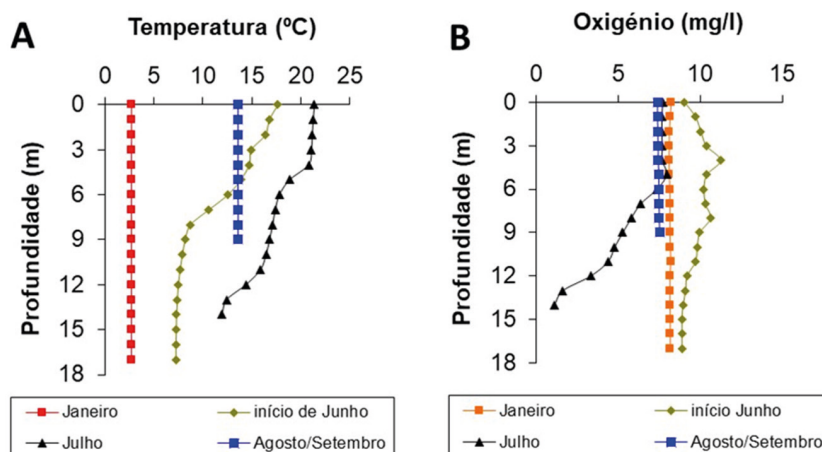 A
Temperatura (ºC)
0 5 10 15 20 25
Profundidade (m)
0
3
6
9
12
15
18
Janeiro
início de Junho
Julho
Agosto/Setembro
B
Oxigénio (mg/l)
0 5 10 15
Profundidade (m)
0
3
6
9
12
15
18
Janeiro
início Junho
Julho
Agosto/Setembro